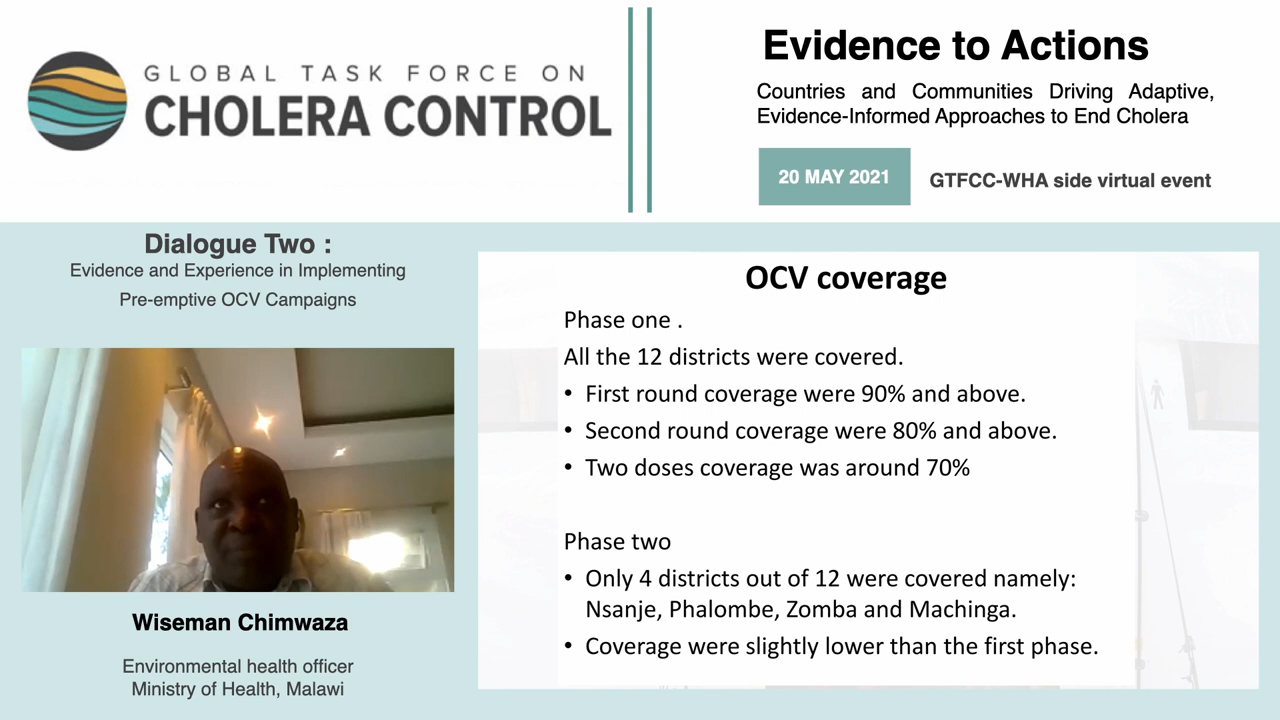 GLOBAL TASK FORCE ON
CHOLERA CONTROL
Evidence to Actions
Countries and Communities Driving Adaptive,
Evidence-Informed Approaches to End Cholera
20 MAY 2021
GTFCC-WHA side virtual event
Dialogue Two :
Evidence and Experience in Implementing
Pre-emptive OCV Campaigns
Wiseman Chimwaza
Environmental health officer
Ministry of Health, Malawi
OCV coverage
Phase one .
All the 12 districts were covered.
• First round coverage were 90% and above.
• Second round coverage were 80% and above.
• Two doses coverage was around 70%
Phase two
• Only 4 districts out of 12 were covered namely:
Nsanje, Phalombe, Zomba and Machinga.
• Coverage were slightly lower than the first phase.